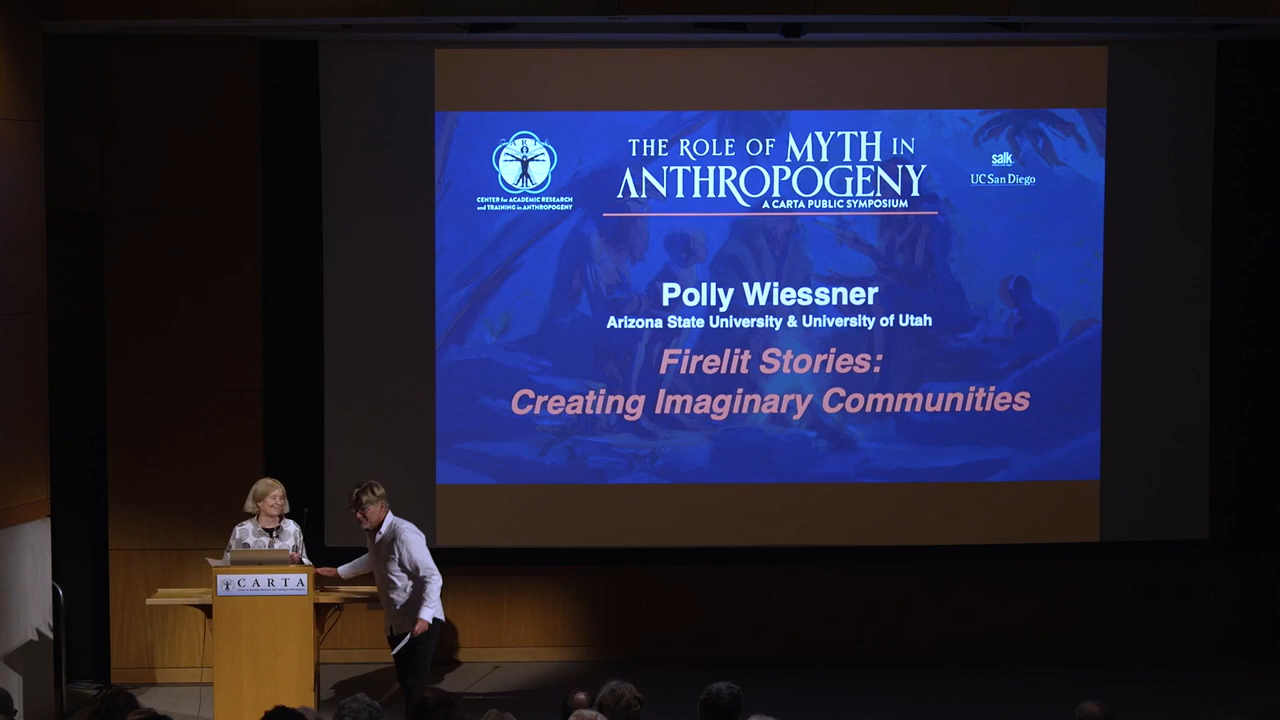 CARTA
CENTER for ACADEMIC RESEARCH
and TRAINING in ANTHROPOGENY
THE ROLE OF MYTH IN
ANTHROPOGENY
A CARTA PUBLIC SYMPOSIUM
salk
UC San Diego
Polly Wiessner
Arizona State University & University of Utah
Firelit Stories:
Creating Imaginary Communities
CARTA